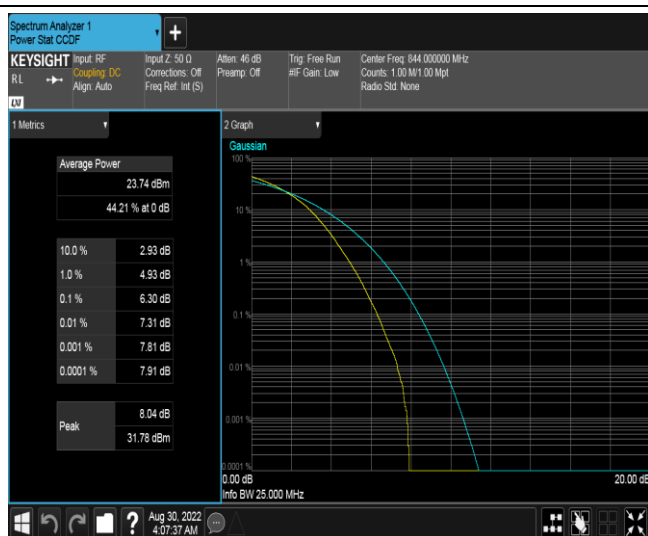 Spectrum Analyzer 1
Power Stat CCDF
+
KEYSIGHT
RL
LXI
Input: RF
Coupling: DC
Align: Auto
Input Z: 50 Ω
Corrections: Off
Freq Ref: Int (S)
Atten: 46 dB
Preamp: Off
Trig: Free Run
#IF Gain: Low
Center Freq: 844.000000 MHz
Counts: 1.00 M/1.00 Mpt
Radio Std: None
1 Metrics
Average Power
23.74 dBm
44.21 % at 0 dB
10.0 % 2.93 dB
1.0 % 4.93 dB
0.1 % 6.30 dB
0.01 % 7.31 dB
0.001 % 7.81 dB
0.0001 % 7.91 dB
Peak
8.04 dB
31.78 dBm
2 Graph
Gaussian
100 %
10 %
1 %
0.1 %
0.01 %
0.001 %
0.0001 %
0.00 dB 20.00 dB
Info BW 25.000 MHz
?
Aug 30, 2022
4:07:37 AM